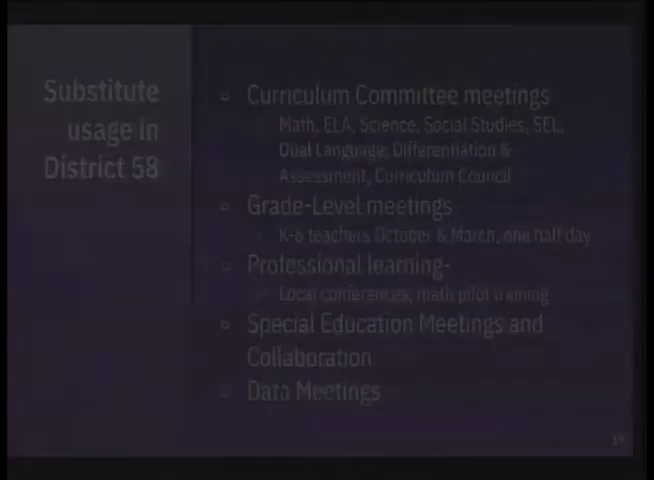 Substitute
usage in
District 58
Curriculum Committee meetings
Math, ELA, Science, Social Studies, SEL,
Dual Language, Differentiation &
Assessment, Curriculum Council
Grade-Level meetings
K-6 teachers October & March, one half day
Professional learning-
Local conferences, math pilot training
Special Education Meetings and
Collaboration
Data Meetings